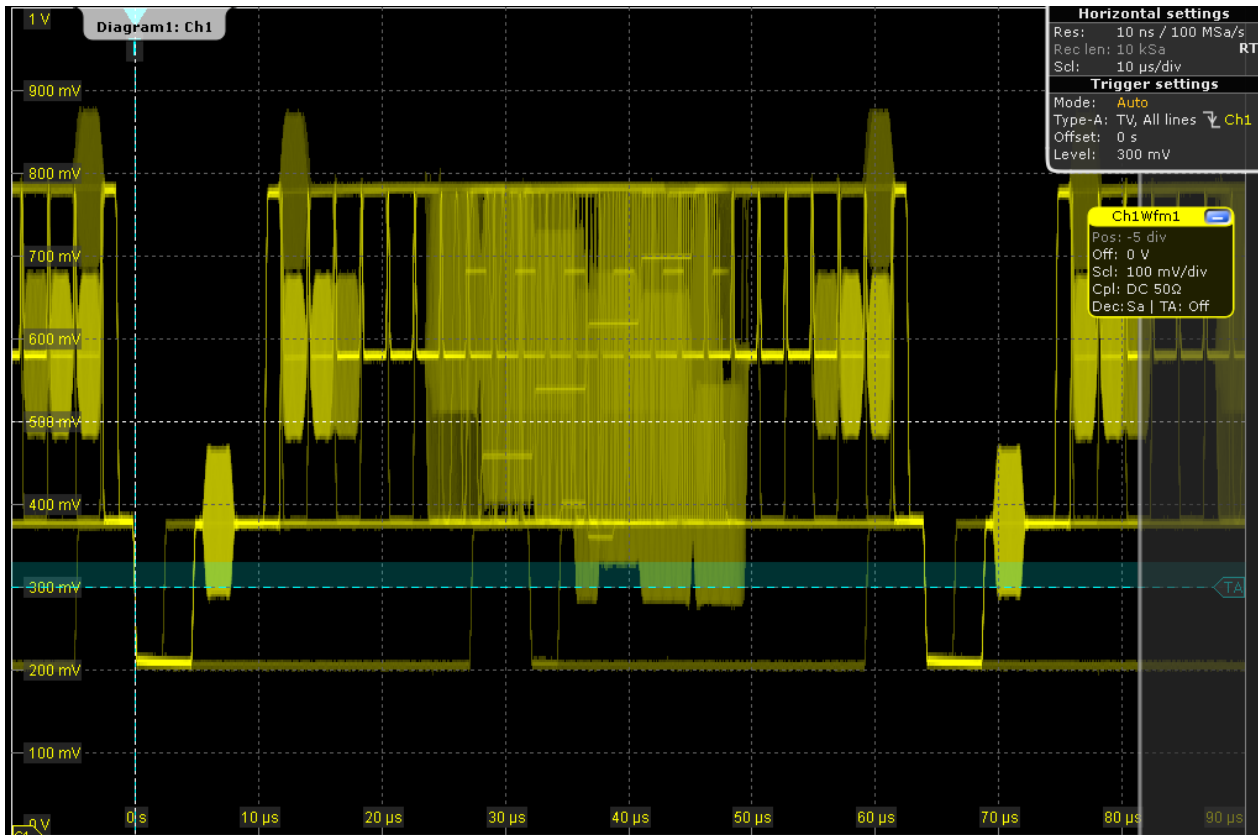 1 V
Diagram1: Ch1
Horizontal settings
Res: 10 ns / 100 MSa/s
Rec len: 10 kSa RT
Scl: 10 µs/div
Trigger settings
Mode: Auto
Type-A: TV, All lines Ch1
Offset: 0 s
Level: 300 mV
900 mV
800 mV
Ch1Wfm1
Pos: -5 div
Off: 0 V
Scl: 100 mV/div
Cpl: DC 50Ω
Dec: Sa | TA: Off
700 mV
600 mV
500 mV
400 mV
300 mV
TA
200 mV
100 mV
0 V
0 s
10 µs
20 µs
30 µs
40 µs
50 µs
60 µs
70 µs
80 µs
90 µs
C1